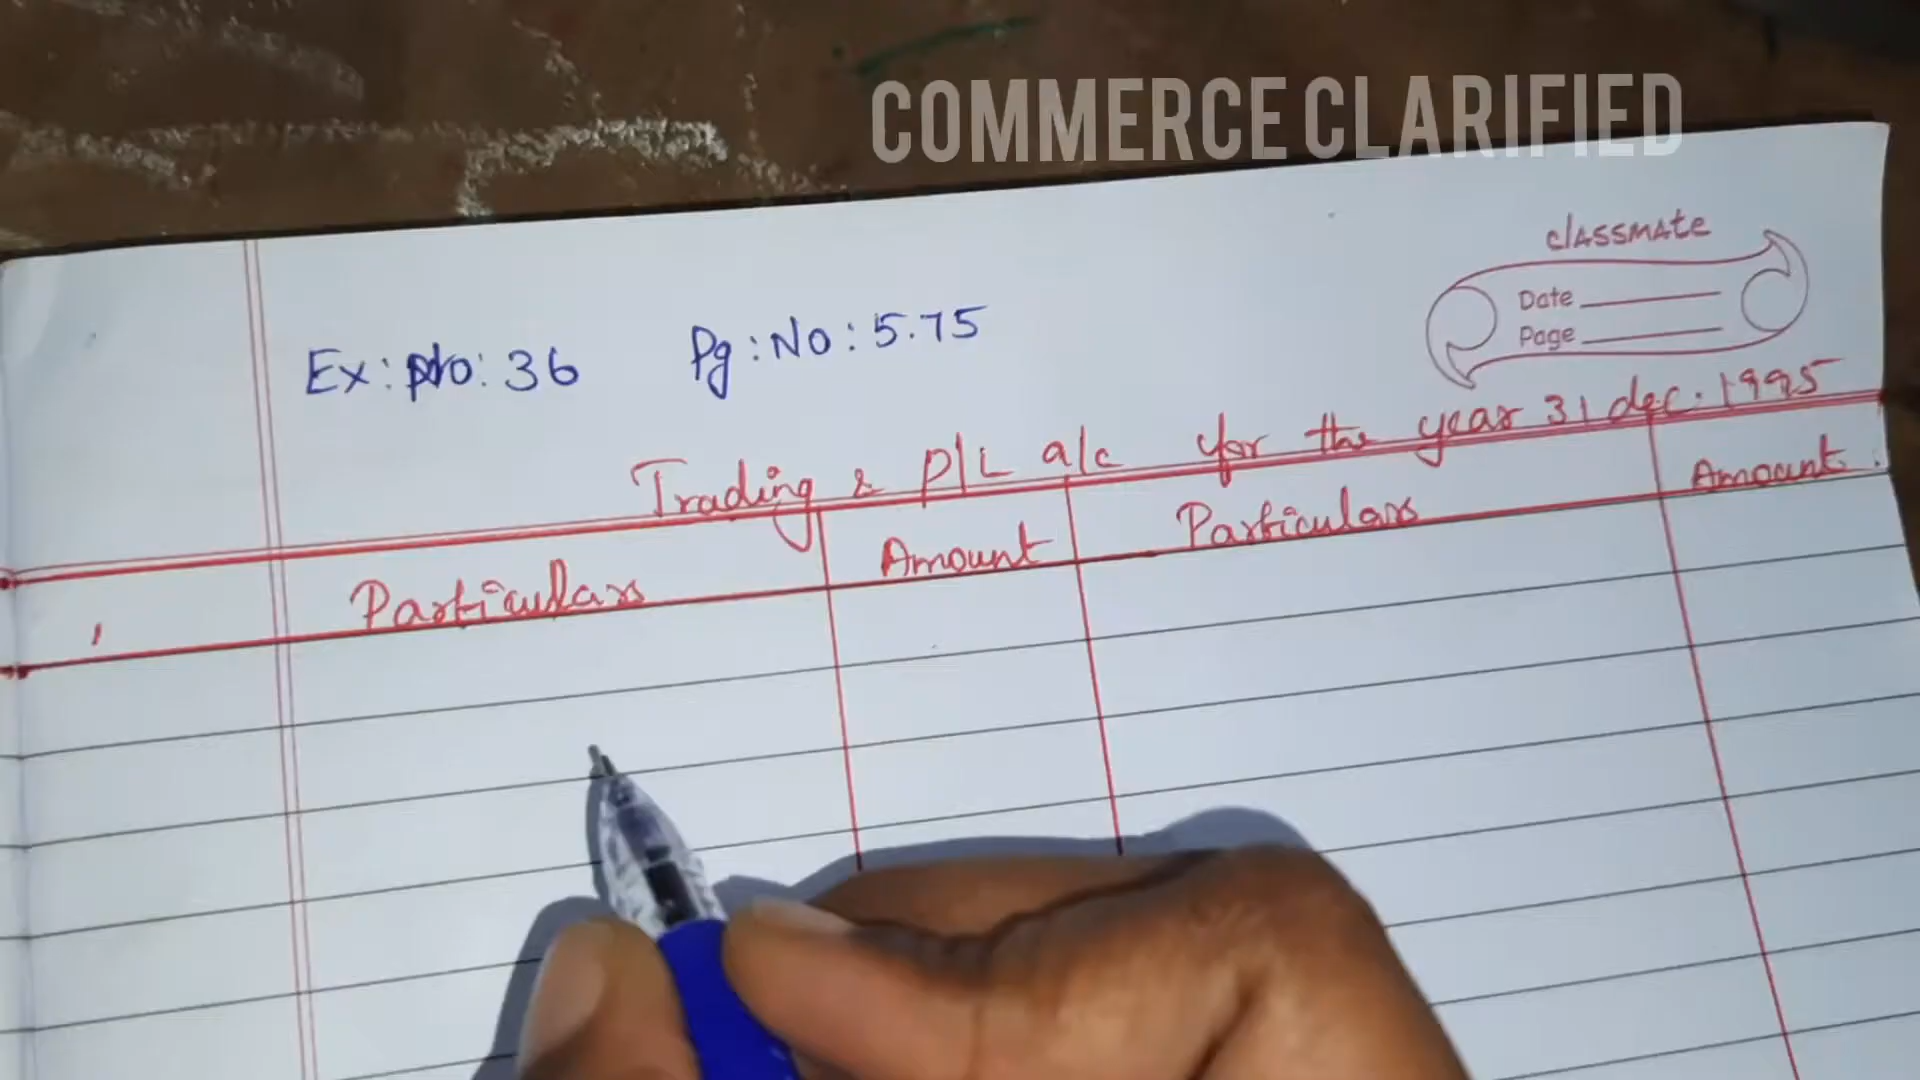 COMMERCE CLARIFIED
classmate
Date
Page
Ex: No: 36 Pg: No: 5.75
Trading & P/L a/c for the year 31 dec. 1995
Particulars Amount Particulars Amount